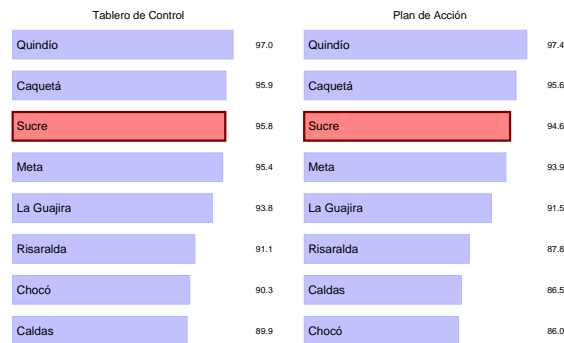 Tablero de Control
Quindío 97.0
Caquetá 95.9
Sucre 95.8
Meta 95.4
La Guajira 93.8
Risaralda 91.1
Chocó 90.3
Caldas 89.9
Plan de Acción
Quindío 97.4
Caquetá 95.6
Sucre 94.6
Meta 93.9
La Guajira 91.5
Risaralda 87.8
Caldas 86.5
Chocó 86.0